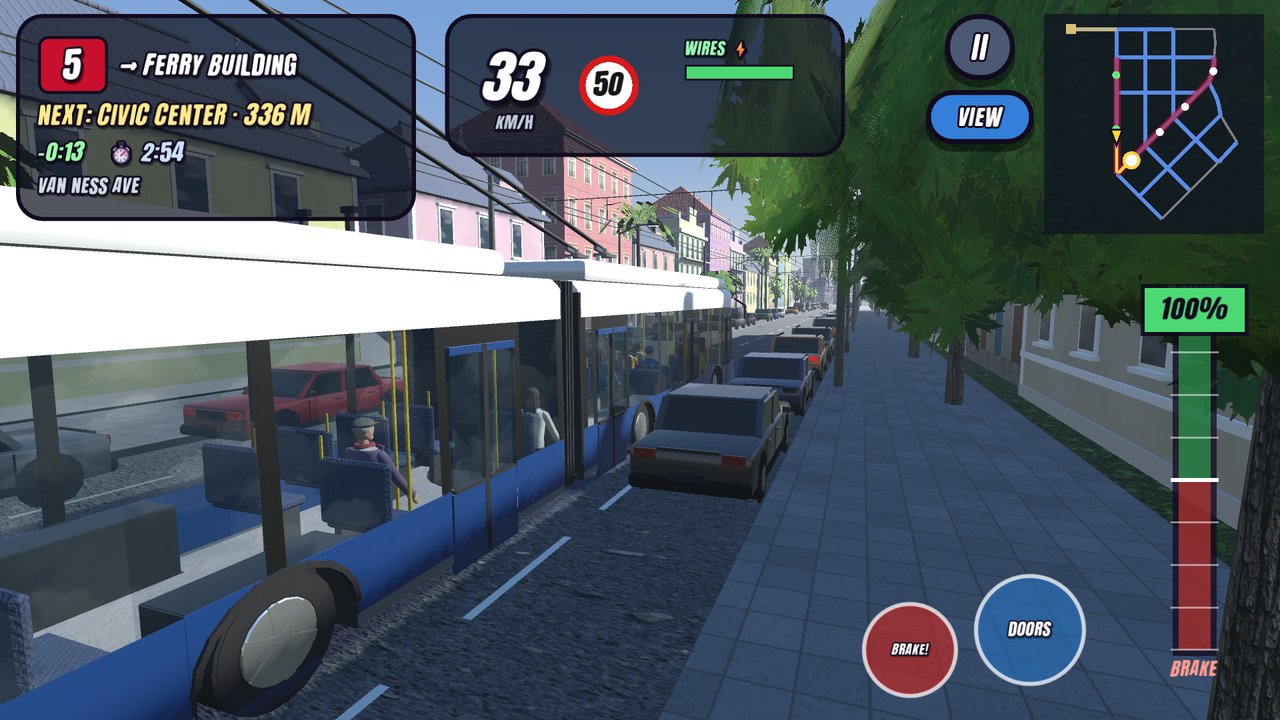 5 → FERRY BUILDING
NEXT: CIVIC CENTER · 336 M
-0:13 2:54
VAN NESS AVE
33
KM/H
50
WIRES
VIEW
100%
BRAKE
BRAKE!
DOORS